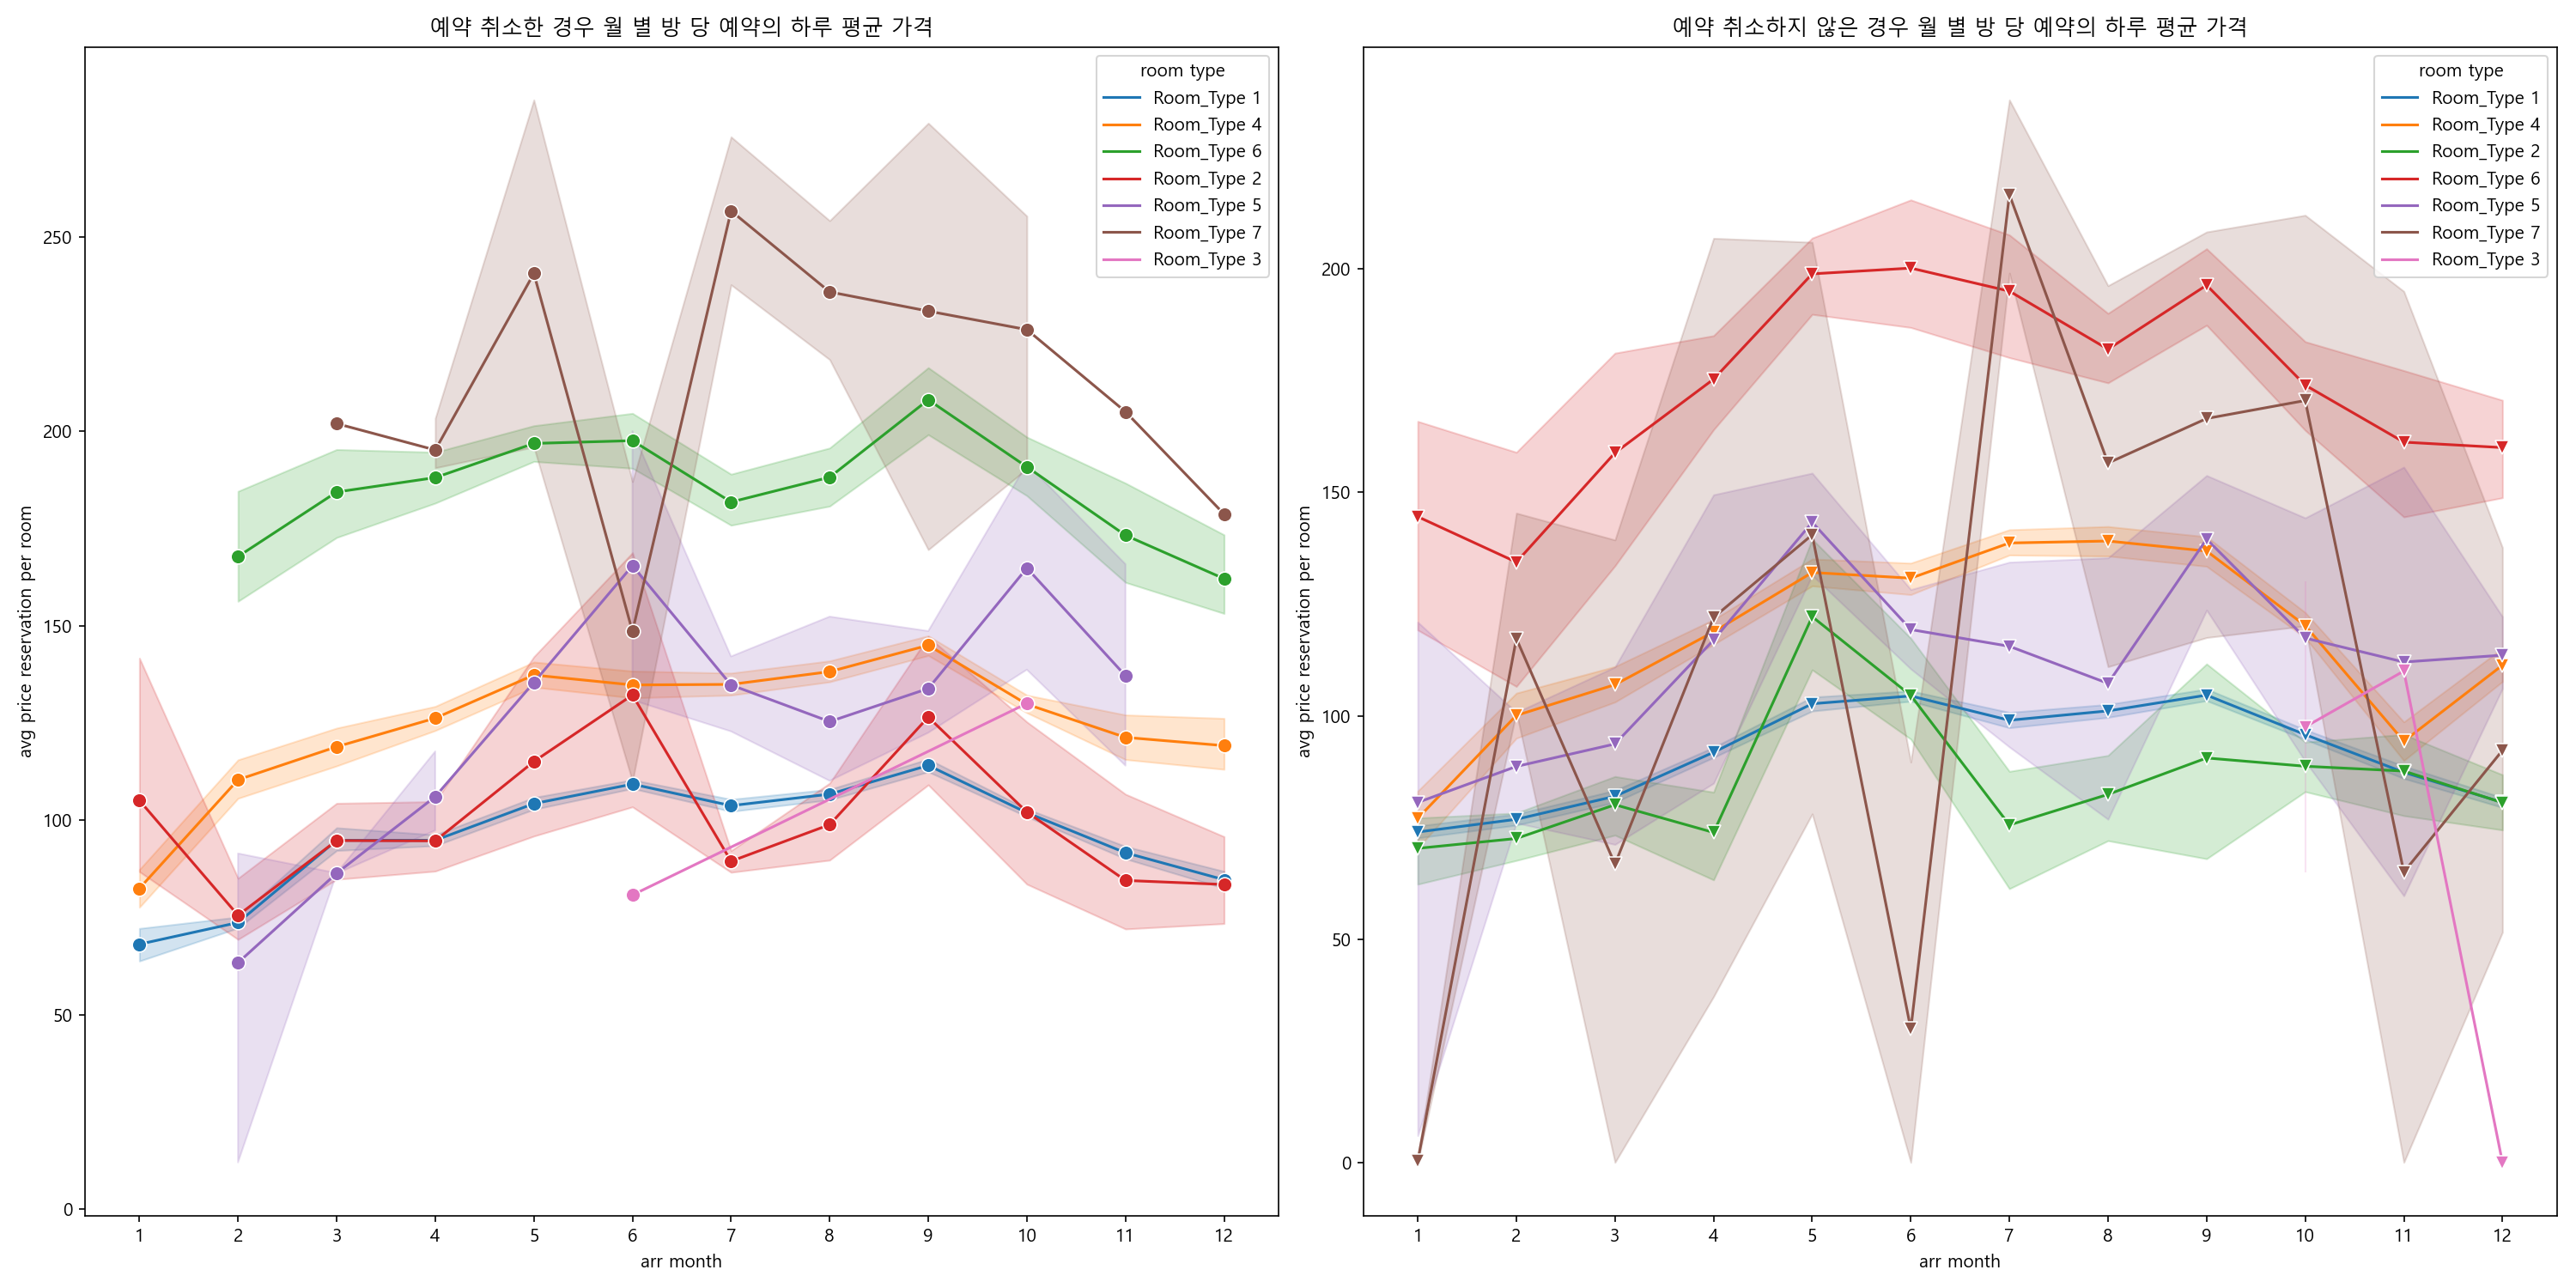 예약 취소한 경우 월 별 방 당 예약의 하루 평균 가격
room type
Room_Type 1
Room_Type 4
Room_Type 6
Room_Type 2
Room_Type 5
Room_Type 7
Room_Type 3
avg price reservation per room
250
200
150
100
50
0
1 2 3 4 5 6 7 8 9 10 11 12
arr month
예약 취소하지 않은 경우 월 별 방 당 예약의 하루 평균 가격
room type
Room_Type 1
Room_Type 4
Room_Type 2
Room_Type 6
Room_Type 5
Room_Type 7
Room_Type 3
avg price reservation per room
200
150
100
50
0
1 2 3 4 5 6 7 8 9 10 11 12
arr month